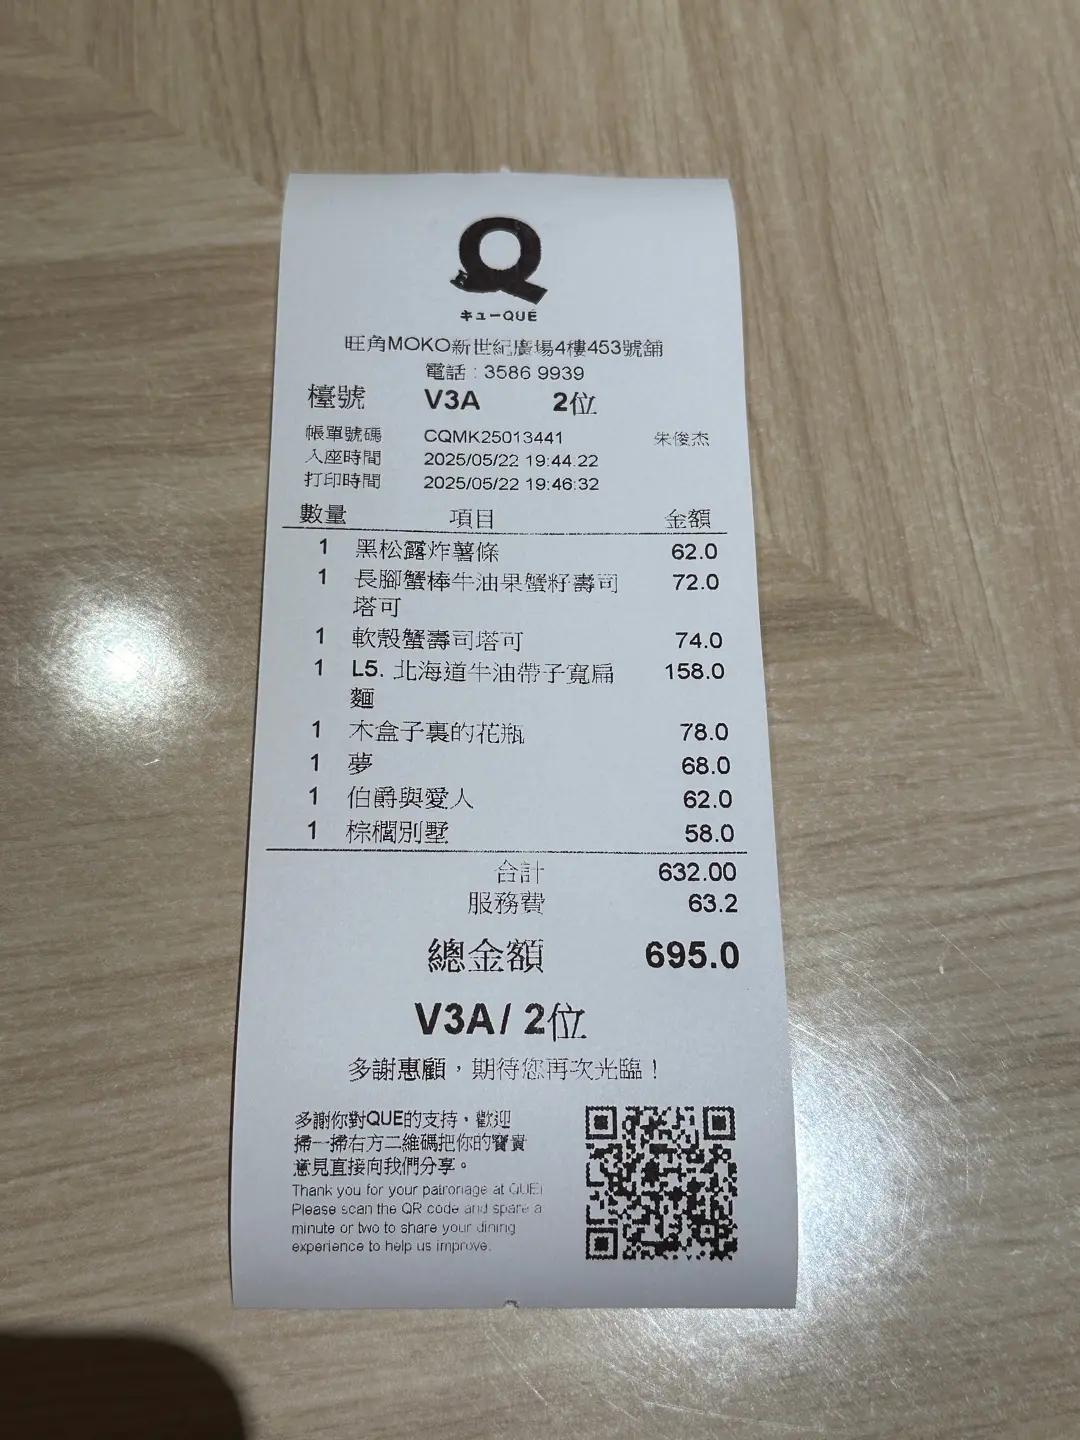 Q
キューQUE
旺角MOKO新世紀廣場4樓453號舖
電話：3586 9939
檯號 V3A 2位
帳單號碼 CQMK25013441 朱俊杰
入座時間 2025/05/22 19:44:22
打印時間 2025/05/22 19:46:32
數量 項目 金額
1 黑松露炸薯條 62.0
1 長腳蟹棒牛油果蟹籽壽司 72.0
塔可
1 軟殼蟹壽司塔可 74.0
1 L5. 北海道牛油帶子寬扁 158.0
麵
1 木盒子裏的花瓶 78.0
1 夢 68.0
1 伯爵與愛人 62.0
1 棕櫚別墅 58.0
合計 632.00
服務費 63.2
總金額 695.0
V3A/ 2位
多謝惠顧，期待您再次光臨！
多謝你對QUE的支持，歡迎
掃一掃右方二維碼把你的寶貴
意見直接向我們分享。
Thank you for your patronage at QUE!
Please scan the QR code and spare a
minute or two to share your dining
experience to help us improve.